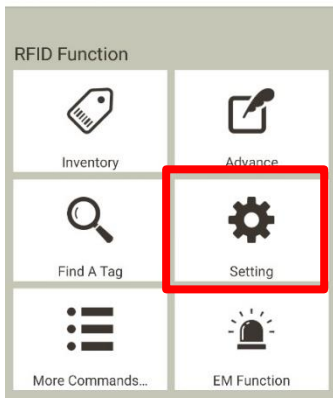 RFID Function
Inventory
Advance
Find A Tag
Setting
More Commands...
EM Function